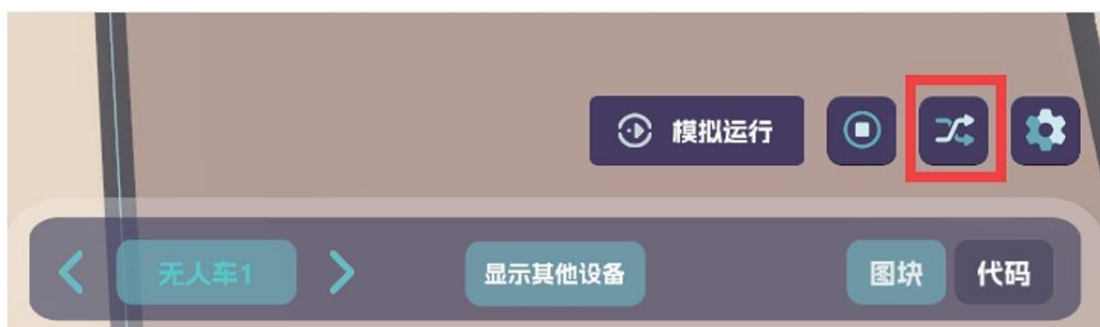 模拟运行
无人车1
显示其他设备
图块
代码